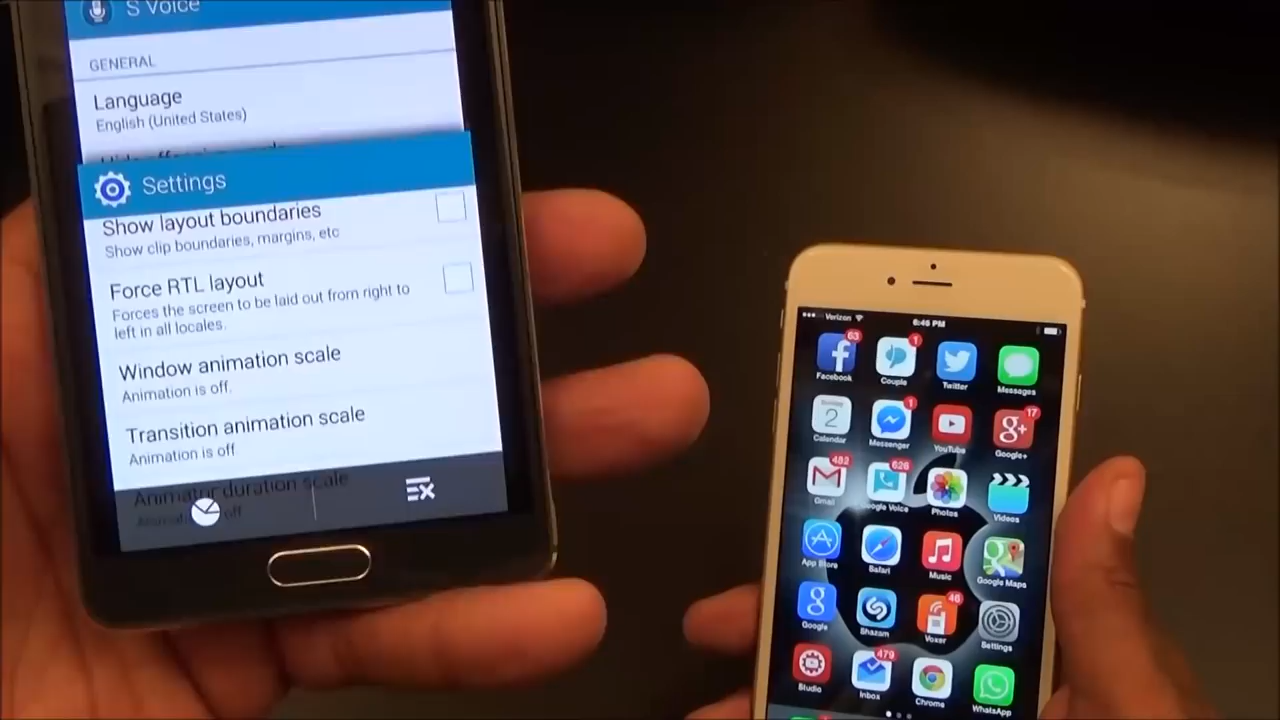 S Voice
GENERAL
Language
English (United States)
Settings
Show layout boundaries
Show clip boundaries, margins, etc
Force RTL layout
Forces the screen to be laid out from right to
left in all locales.
Window animation scale
Animation is off.
Transition animation scale
Animation is off
Animator duration scale
off
Verizon
6:45 PM
63
1
Facebook
Couple
Twitter
Messages
Sunday
2
1
17
g+
Calendar
Messenger
YouTube
Google+
482
626
Gmail
Google Voice
Photos
Videos
App Store
Safari
Music
Google Maps
46
Google
Shazam
Voxer
Settings
479
Studio
Inbox
Chrome
WhatsApp